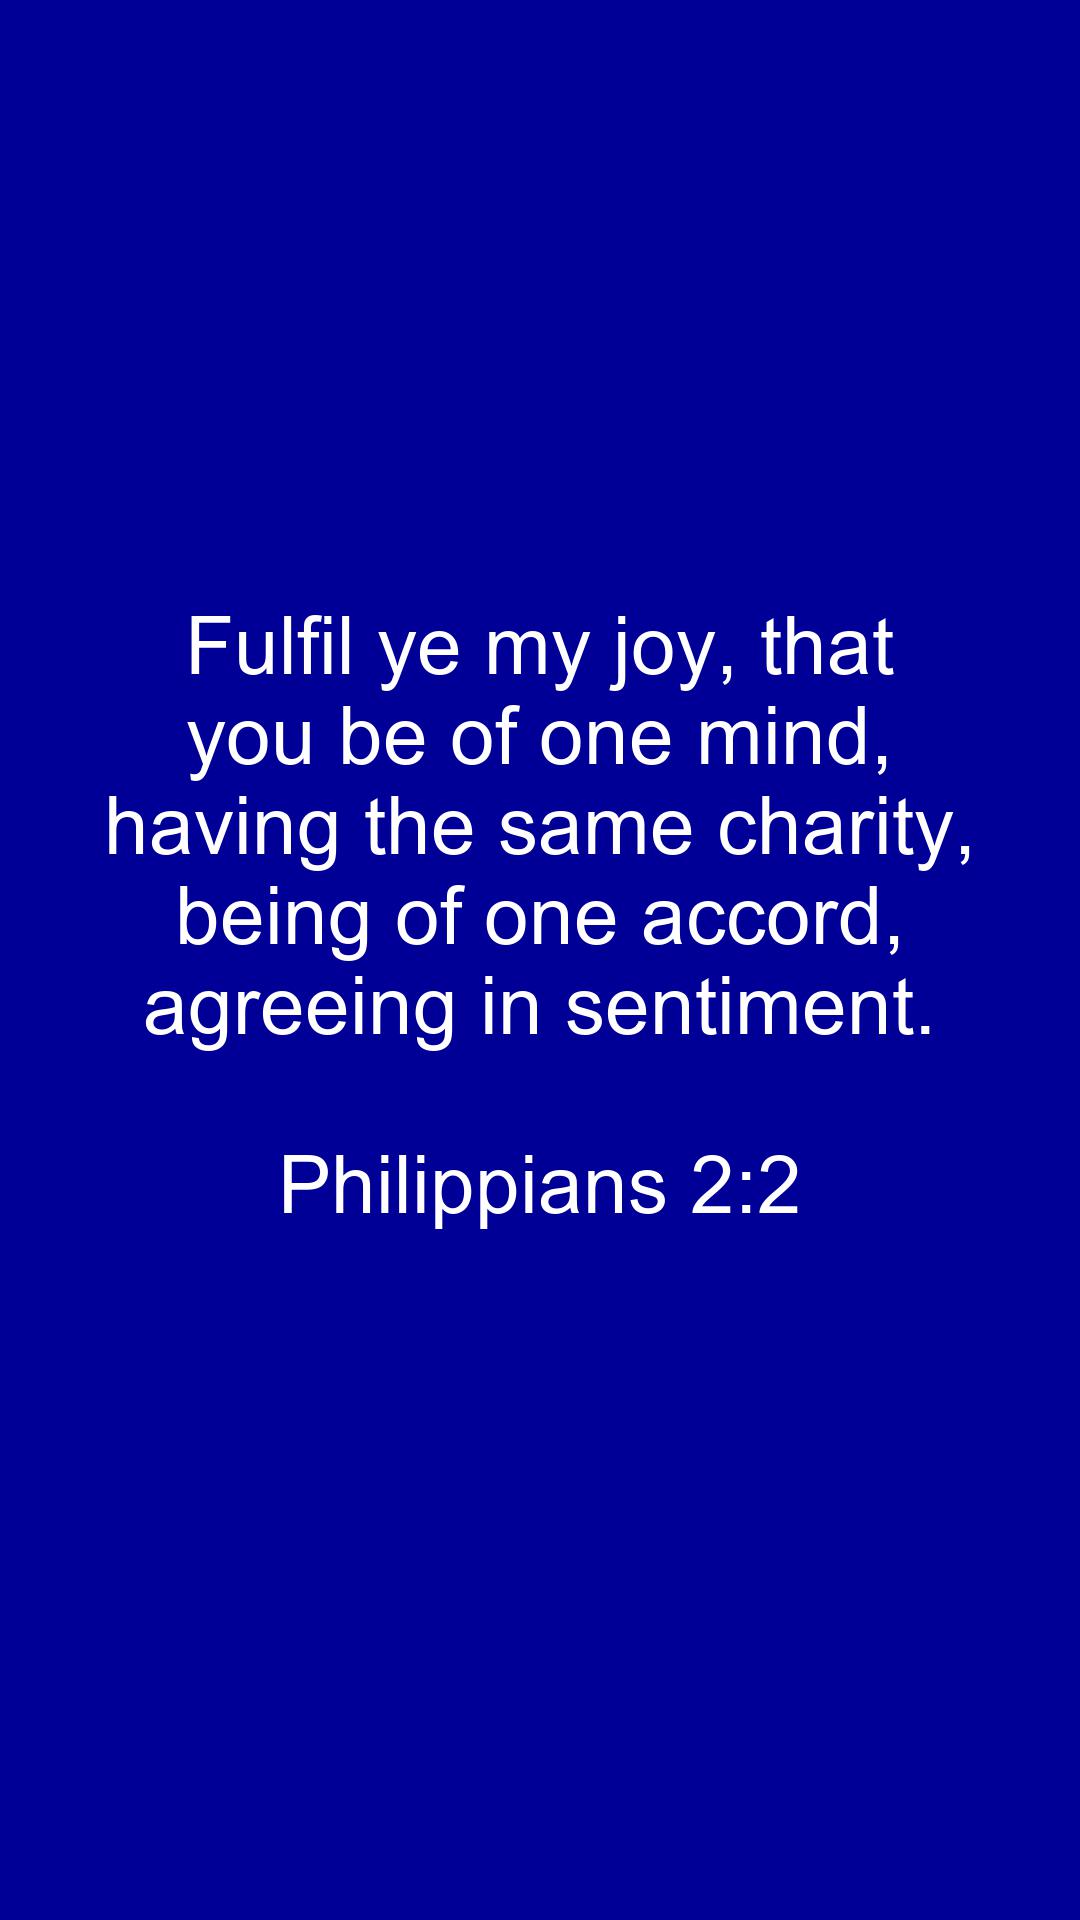 Fulfil ye my joy, that
you be of one mind,
having the same charity,
being of one accord,
agreeing in sentiment.
Philippians 2:2